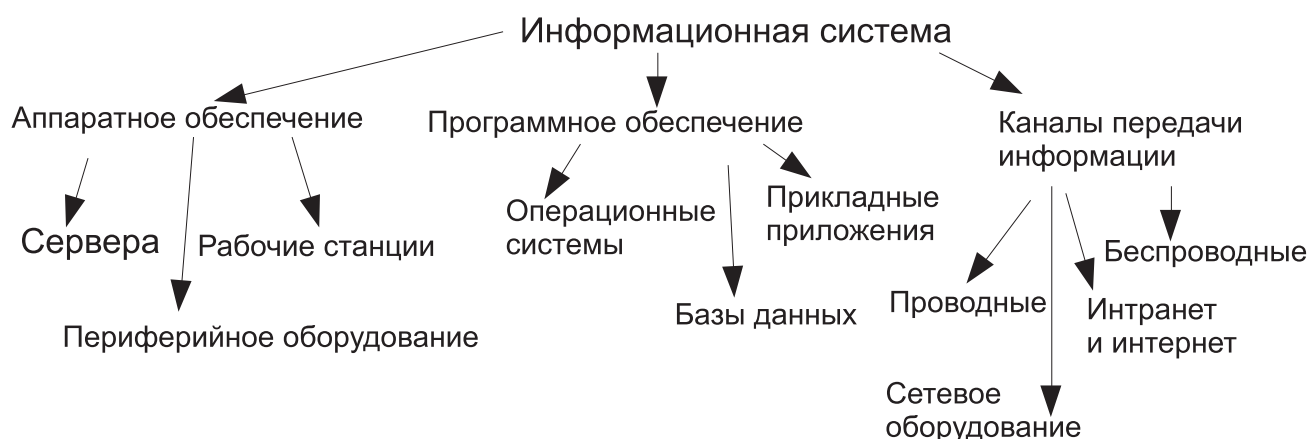 Информационная система
Аппаратное обеспечение
Программное обеспечение
Каналы передачи
информации
Сервера
Рабочие станции
Периферийное оборудование
Операционные
системы
Прикладные
приложения
Базы данных
Проводные
Беспроводные
Интранет
и интернет
Сетевое
оборудование